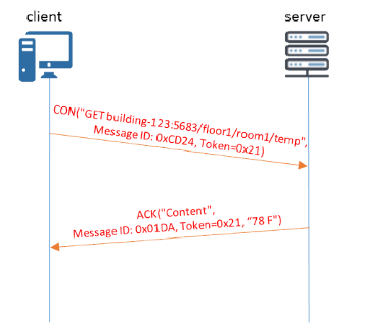 client
server
CON("GET building-123:5683/floor1/room1/temp",
Message ID: 0xCD24, Token=0x21)
ACK("Content",
Message ID: 0x01DA, Token=0x21, “78 F")